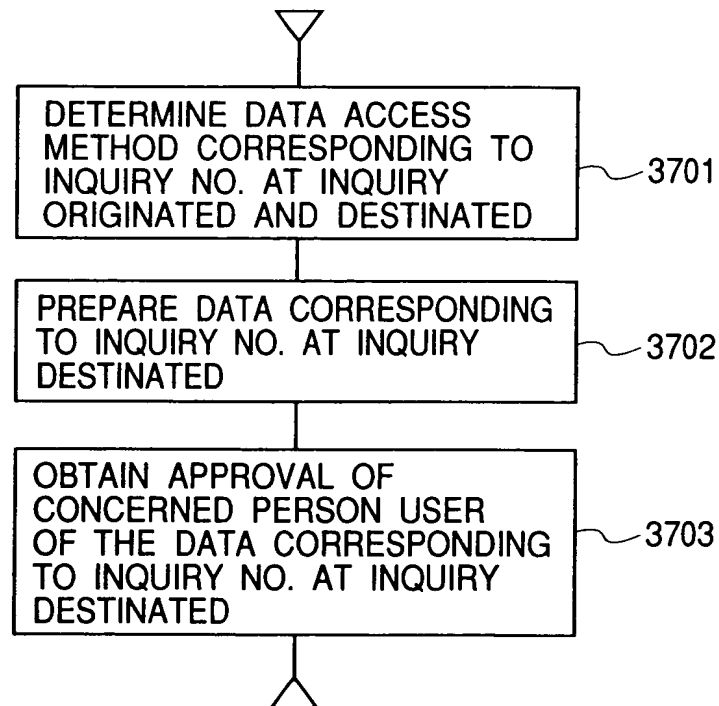 DETERMINE DATA ACCESS
METHOD CORRESPONDING TO
INQUIRY NO. AT INQUIRY
ORIGINATED AND DESTINATED
3701
PREPARE DATA CORRESPONDING
TO INQUIRY NO. AT INQUIRY
DESTINATED
3702
OBTAIN APPROVAL OF
CONCERNED PERSON USER
OF THE DATA CORRESPONDING
TO INQUIRY NO. AT INQUIRY
DESTINATED
3703